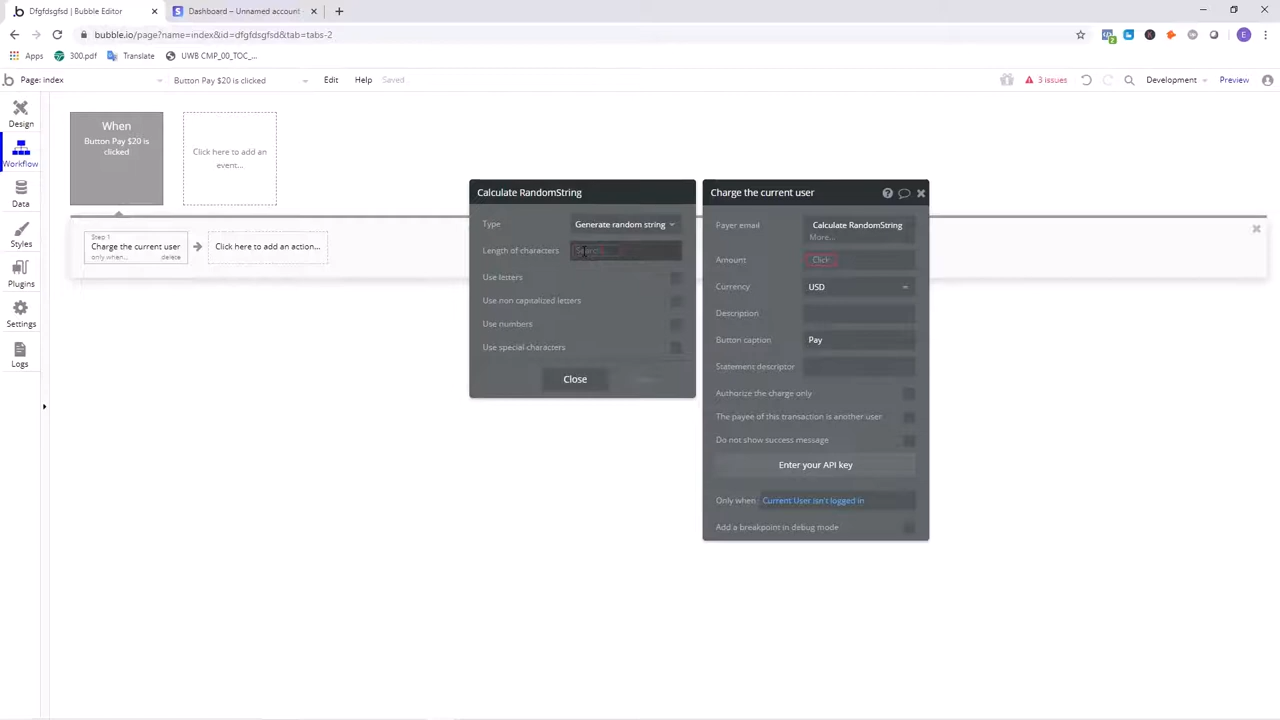 Dfgfdsgfsd | Bubble Editor
Dashboard – Unnamed account -
bubble.io/page?name=index&id=dfgfdsgfsd&tab=tabs-2
E
Apps
300.pdf
Translate
UWB CMP_00_TOC_...
Page: index
Button Pay $20 is clicked
Edit
Help
Saved
3 issues
Development
Preview
Design
Workflow
Data
Styles
Plugins
Settings
Logs
When
Button Pay $20 is
clicked
Click here to add an
event...
Step 1
Charge the current user
only when...
delete
Click here to add an action...
Calculate RandomString
Type
Generate random string
Length of characters
Use letters
Use non capitalized letters
Use numbers
Use special characters
Close
Charge the current user
Payer email
Calculate RandomString
More...
Amount
Click
Currency
USD
Description
Button caption
Pay
Statement descriptor
Authorize the charge only
The payee of this transaction is another user
Do not show success message
Enter your API key
Only when
Current User isn't logged in
Add a breakpoint in debug mode